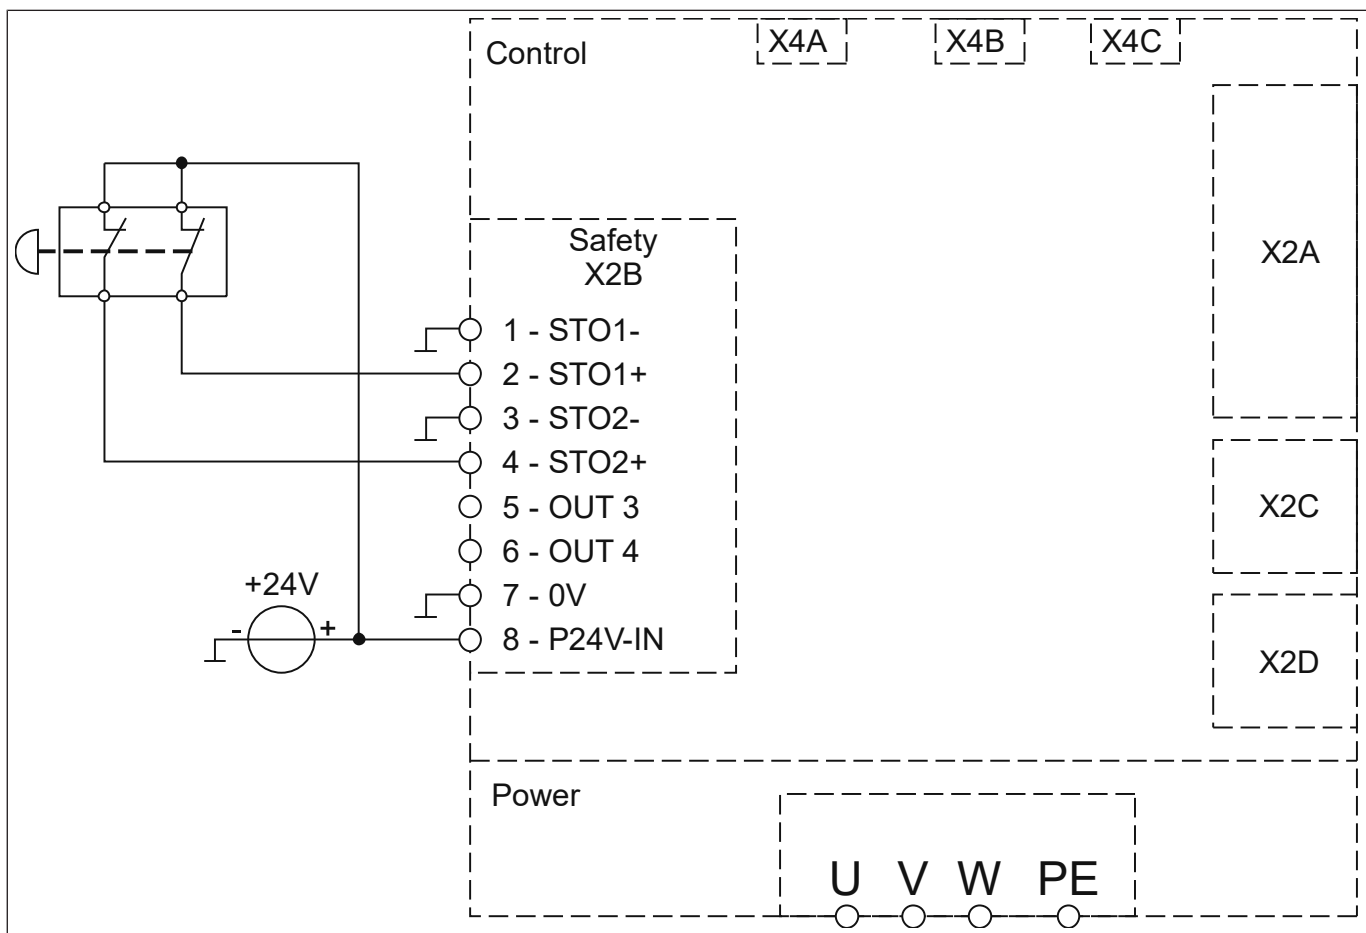 Control
X4A
X4B
X4C
X2A
Safety
X2B
1 - STO1-
2 - STO1+
3 - STO2-
4 - STO2+
5 - OUT 3
6 - OUT 4
7 - 0V
8 - P24V-IN
+24V
- +
X2C
X2D
Power
U V W PE